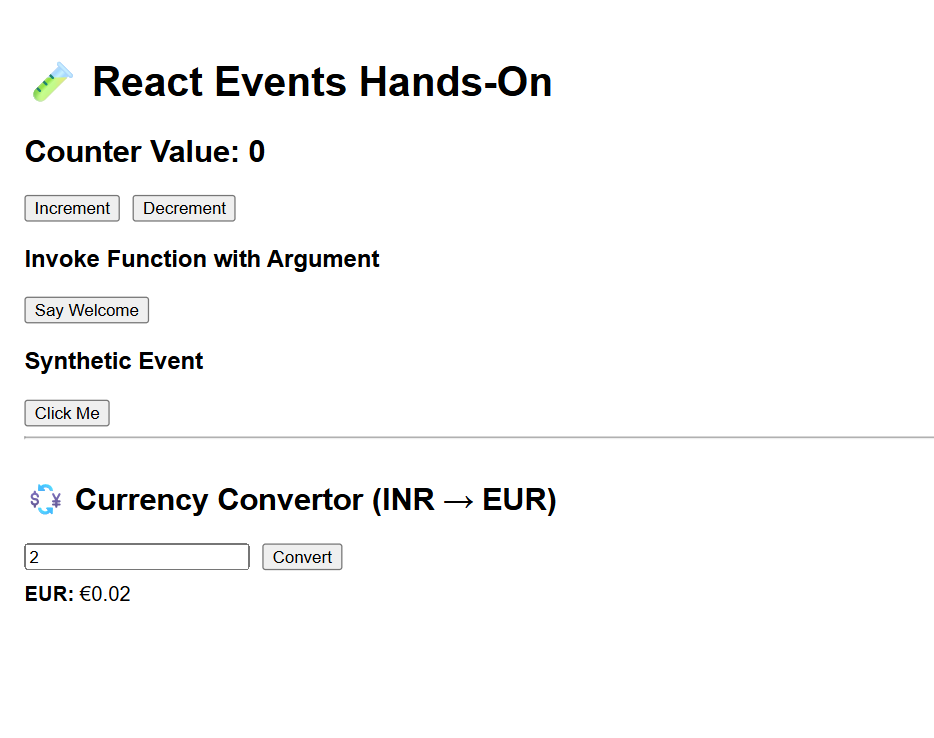 🧪 React Events Hands-On
Counter Value: 0
Increment Decrement
Invoke Function with Argument
Say Welcome
Synthetic Event
Click Me
💱 Currency Convertor (INR → EUR)
2 Convert
EUR: €0.02